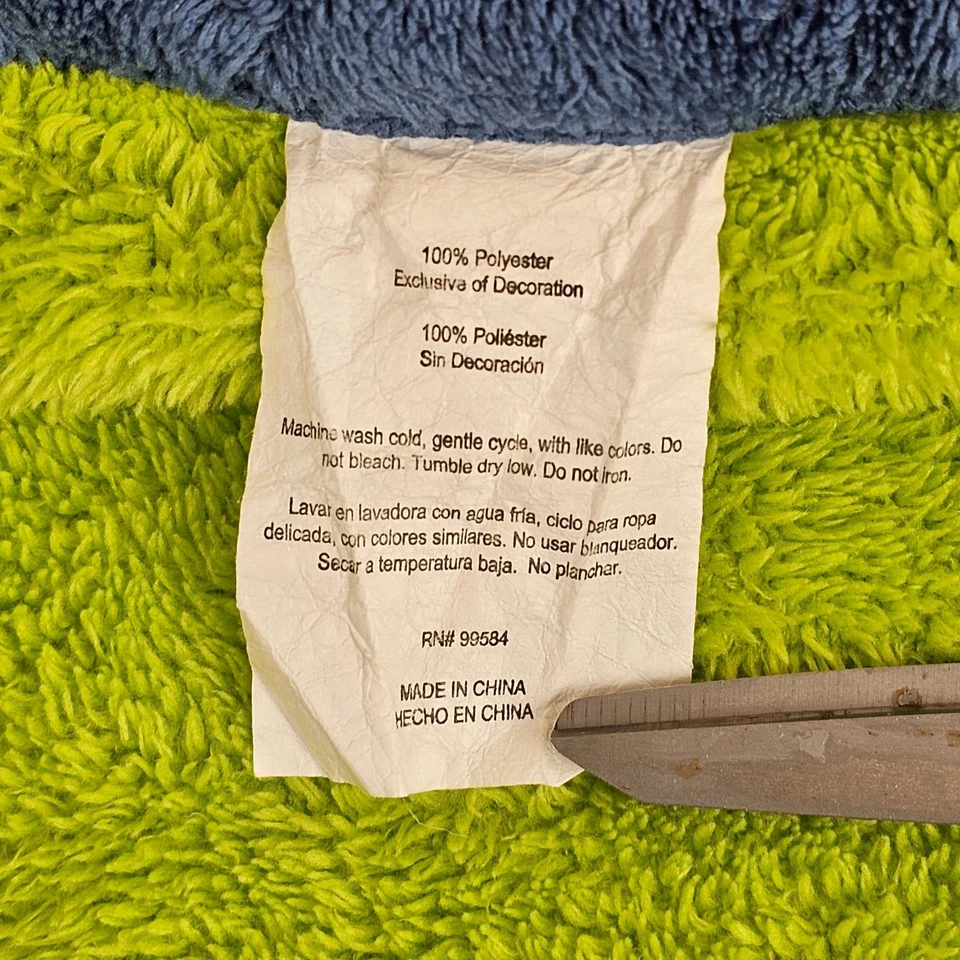 100% Polyester
Exclusive of Decoration
100% Poliéster
Sin Decoración
Machine wash cold, gentle cycle, with like colors. Do
not bleach. Tumble dry low. Do not iron.
Lavar en lavadora con agua fría, ciclo para ropa
delicada, con colores similares. No usar blanqueador.
Secar a temperatura baja. No planchar.
RN# 99584
MADE IN CHINA
HECHO EN CHINA